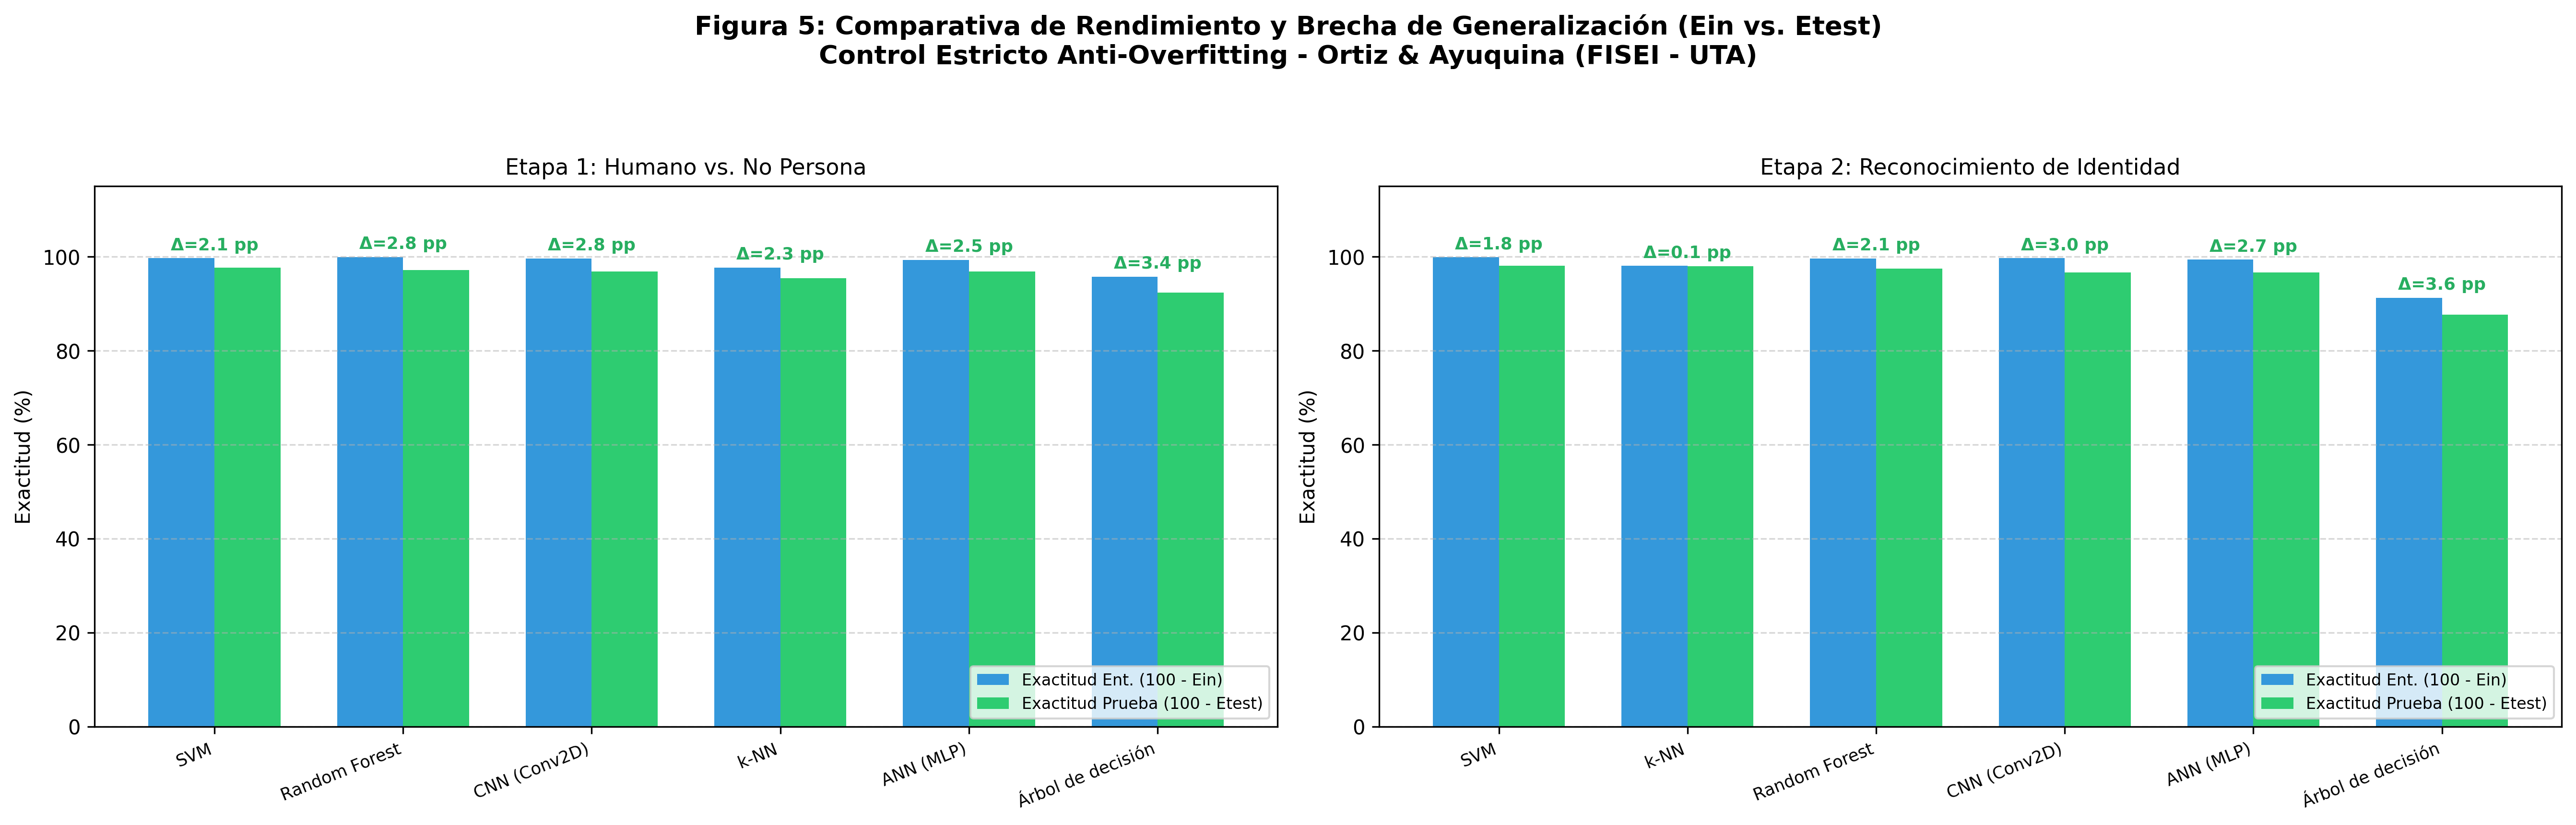 Figura 5: Comparativa de Rendimiento y Brecha de Generalización (Ein vs. Etest)
Control Estricto Anti-Overfitting - Ortiz & Ayuquina (FISEI - UTA)
Etapa 1: Humano vs. No Persona
Exactitud (%)
100
80
60
40
20
0
Δ=2.1 pp
Δ=2.8 pp
Δ=2.8 pp
Δ=2.3 pp
Δ=2.5 pp
Δ=3.4 pp
Exactitud Ent. (100 - Ein)
Exactitud Prueba (100 - Etest)
SVM
Random Forest
CNN (Conv2D)
k-NN
ANN (MLP)
Árbol de decisión
Etapa 2: Reconocimiento de Identidad
Exactitud (%)
100
80
60
40
20
0
Δ=1.8 pp
Δ=0.1 pp
Δ=2.1 pp
Δ=3.0 pp
Δ=2.7 pp
Δ=3.6 pp
Exactitud Ent. (100 - Ein)
Exactitud Prueba (100 - Etest)
SVM
k-NN
Random Forest
CNN (Conv2D)
ANN (MLP)
Árbol de decisión